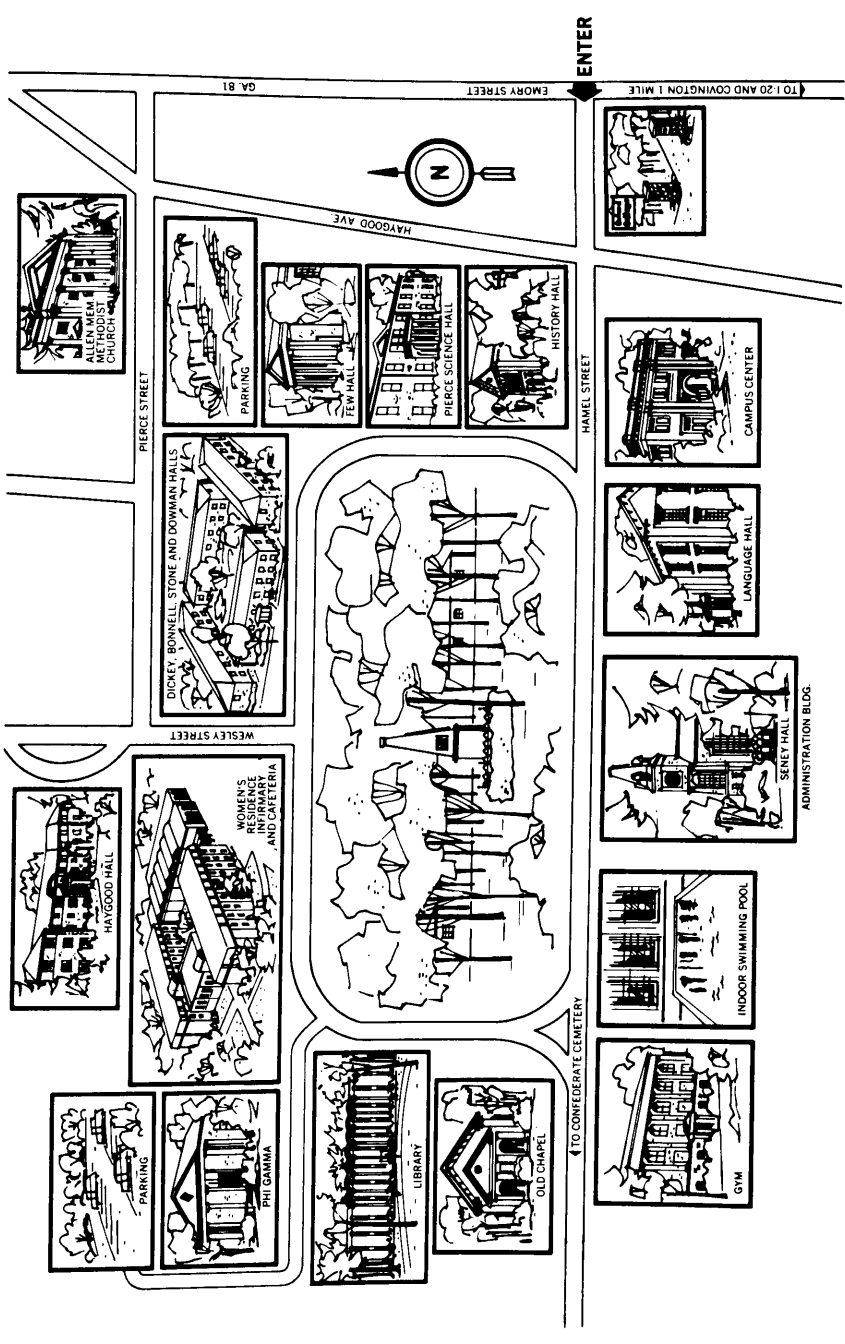 ENTER
GA. 81
EMORY STREET
TO I-20 AND COVINGTON 1 MILE
N
HAYGOOD AVE.
ALLEN MEM.
METHODIST
CHURCH
PIERCE STREET
PARKING
FEW HALL
PIERCE SCIENCE HALL
HISTORY HALL
HAMEL STREET
CAMPUS CENTER
DICKEY, BONNELL, STONE AND DOWMAN HALLS
LANGUAGE HALL
WESLEY STREET
SENEY HALL
ADMINISTRATION BLDG.
HAYGOOD HALL
WOMEN'S
RESIDENCE
INFIRMARY
AND CAFETERIA
INDOOR SWIMMING POOL
TO CONFEDERATE CEMETERY
PARKING
PHI GAMMA
LIBRARY
OLD CHAPEL
GYM